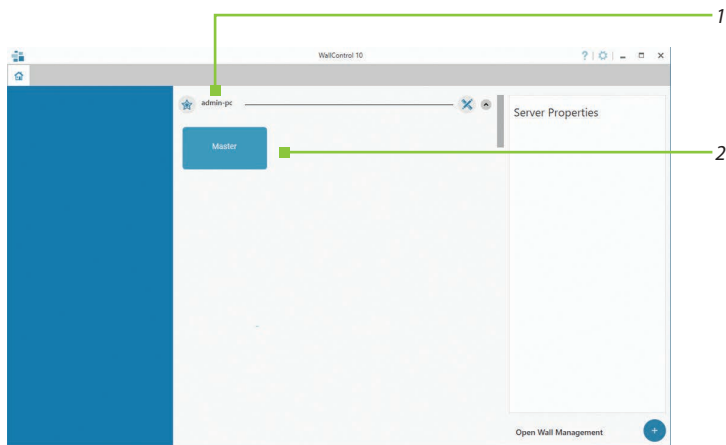 1
WallControl 10
?
admin-pc
Server Properties
Master
2
Open Wall Management
+